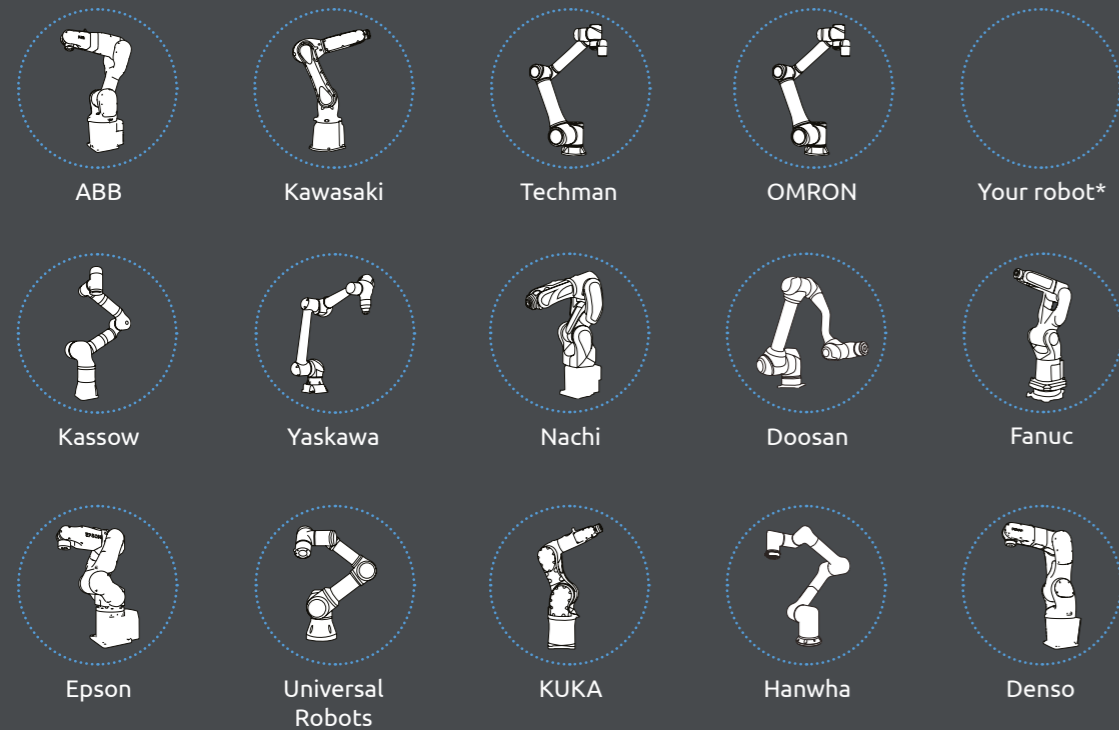 ABB
Kawasaki
Techman
OMRON
Your robot*
Kassow
Yaskawa
Nachi
Doosan
Fanuc
Epson
Universal
Robots
KUKA
Hanwha
Denso